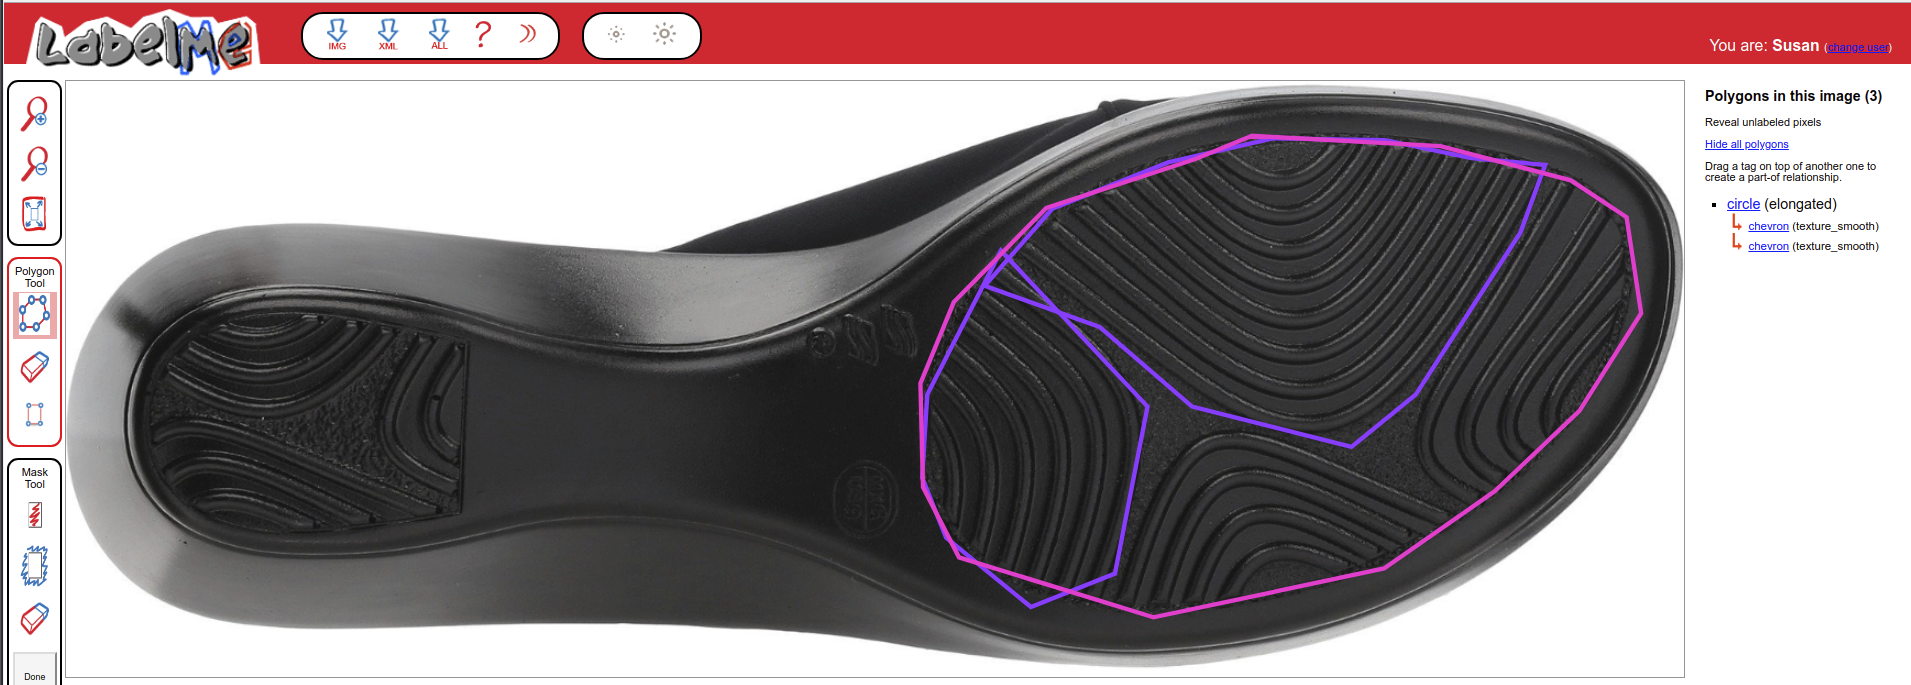 LabelMe
IMG
XML
ALL
?
You are: Susan (change user)
Polygon
Tool
Mask
Tool
Done
Polygons in this image (3)
Reveal unlabeled pixels
Hide all polygons
Drag a tag on top of another one to
create a part-of relationship.
circle (elongated)
chevron (texture_smooth)
chevron (texture_smooth)